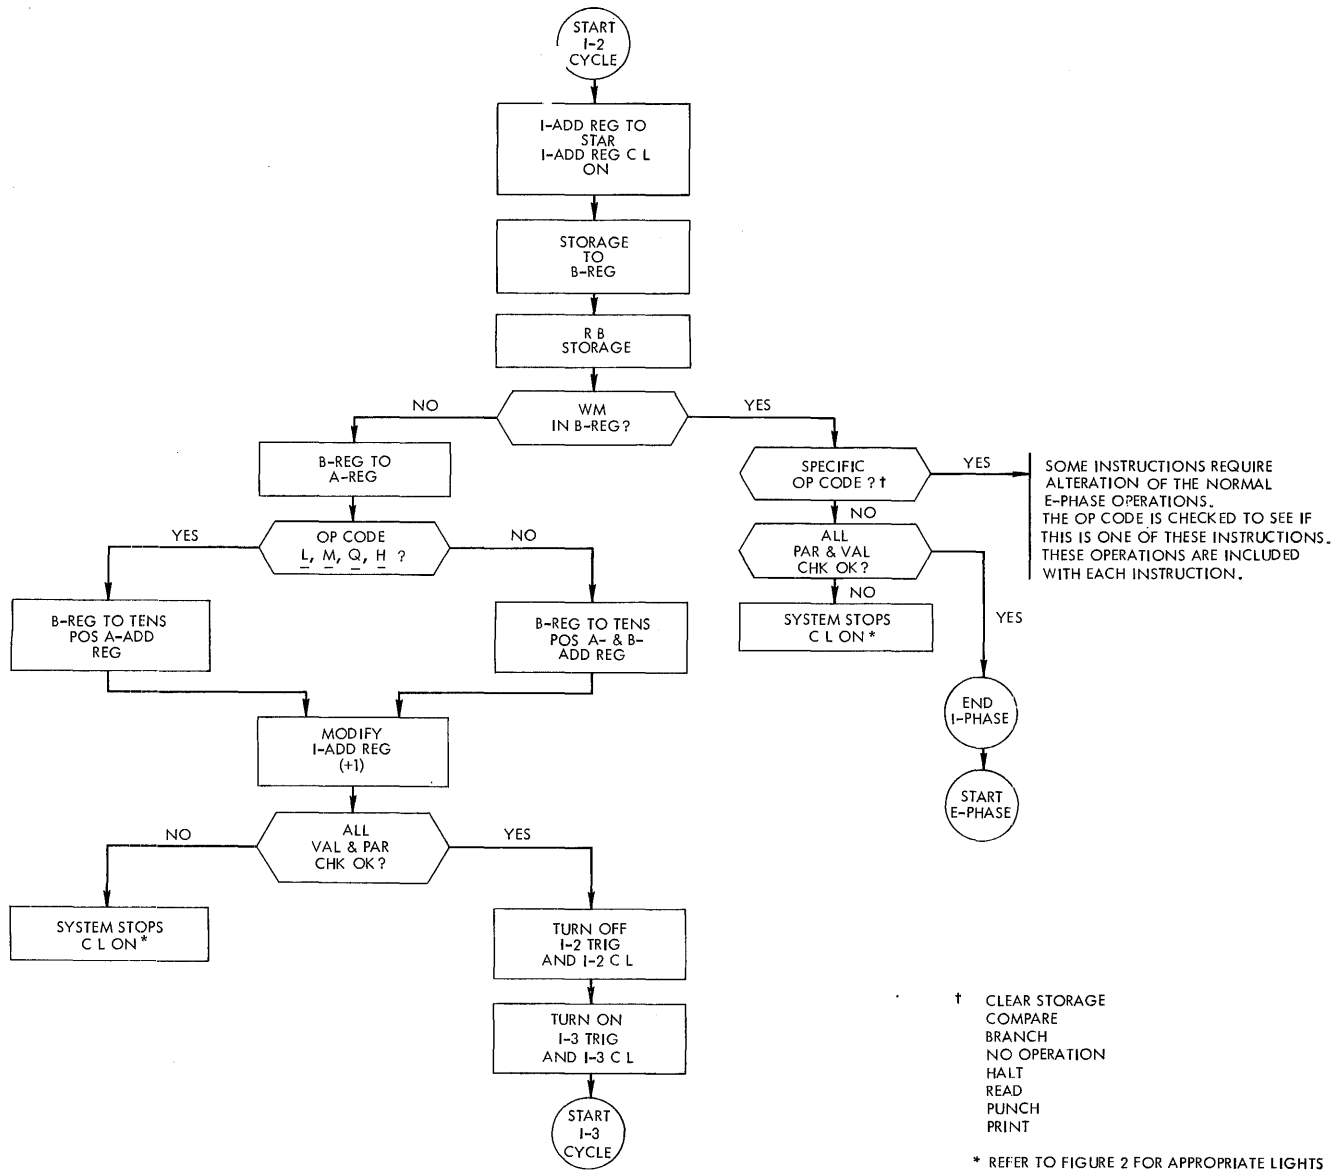 START
I-2
CYCLE
I-ADD REG TO
STAR
I-ADD REG C L
ON
STORAGE
TO
B-REG
R B
STORAGE
WM
IN B-REG?
NO
YES
B-REG TO
A-REG
SPECIFIC
OP CODE ?†
YES
SOME INSTRUCTIONS REQUIRE
ALTERATION OF THE NORMAL
E-PHASE OPERATIONS.
THE OP CODE IS CHECKED TO SEE IF
THIS IS ONE OF THESE INSTRUCTIONS.
THESE OPERATIONS ARE INCLUDED
WITH EACH INSTRUCTION.
NO
OP CODE
L, M, Q, H ?
YES
NO
ALL
PAR & VAL
CHK OK?
NO
YES
SYSTEM STOPS
C L ON *
B-REG TO TENS
POS A-ADD
REG
B-REG TO TENS
POS A- & B-
ADD REG
END
I-PHASE
START
E-PHASE
MODIFY
I-ADD REG
(+1)
ALL
VAL & PAR
CHK OK?
NO
YES
SYSTEM STOPS
C L ON *
TURN OFF
I-2 TRIG
AND I-2 C L
TURN ON
I-3 TRIG
AND I-3 C L
START
I-3
CYCLE
† CLEAR STORAGE
COMPARE
BRANCH
NO OPERATION
HALT
READ
PUNCH
PRINT
* REFER TO FIGURE 2 FOR APPROPRIATE LIGHTS